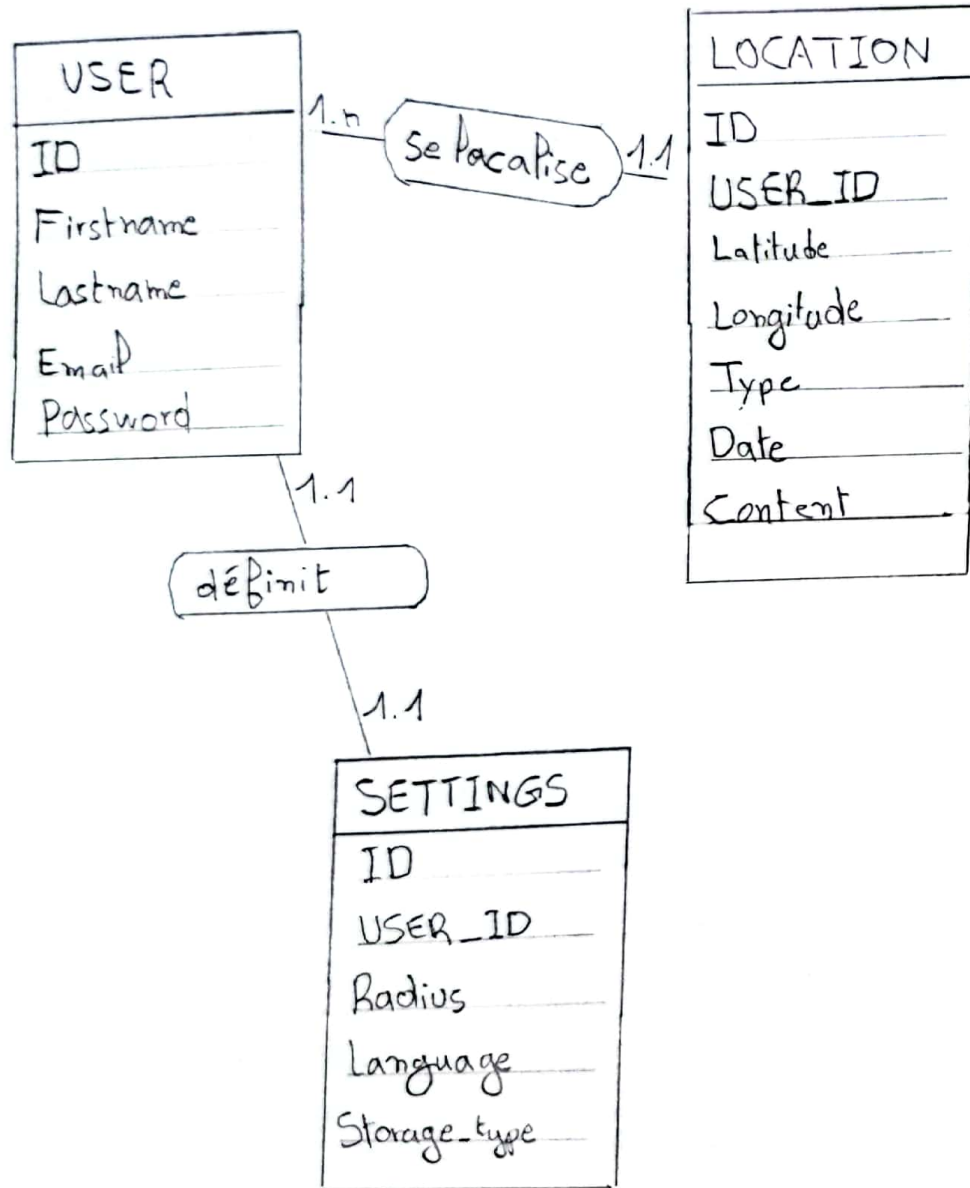 USER
ID
Firstname
Lastname
Email
Password
1.n
Se localise
1.1
LOCATION
ID
USER_ID
Latitude
Longitude
Type
Date
Content
1.1
définit
1.1
SETTINGS
ID
USER_ID
Radius
Language
Storage_type